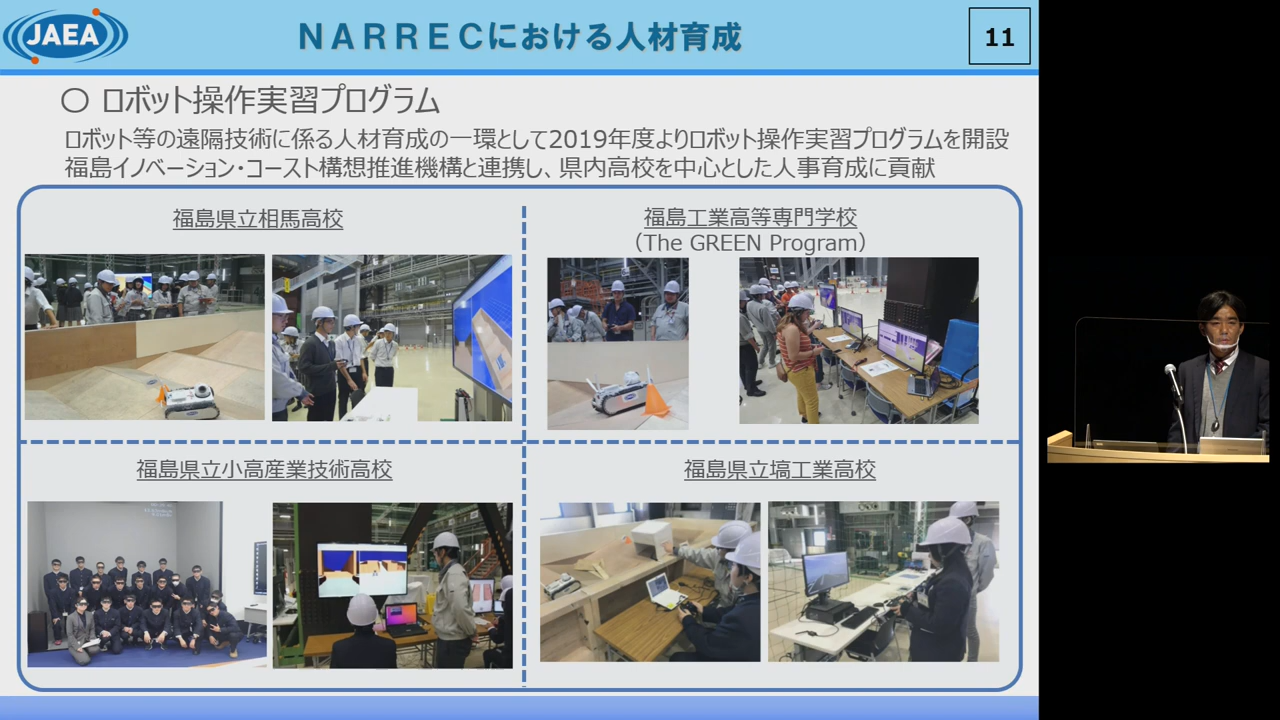 JAEA
ＮＡＲＲＥＣにおける人材育成
11
〇 ロボット操作実習プログラム
ロボット等の遠隔技術に係る人材育成の一環として2019年度よりロボット操作実習プログラムを開設
福島イノベーション・コースト構想推進機構と連携し、県内高校を中心とした人事育成に貢献
福島県立相馬高校
福島工業高等専門学校
（The GREEN Program）
福島県立小高産業技術高校
福島県立塙工業高校